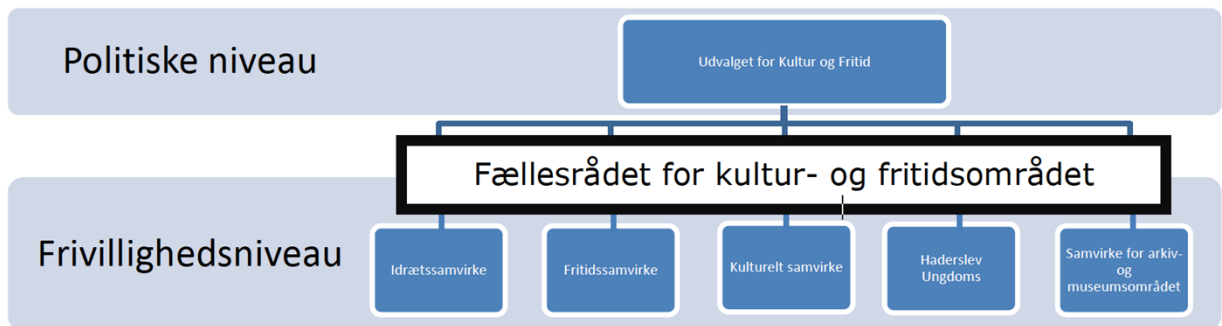 Politiske niveau
Udvalget for Kultur og Fritid
Fællesrådet for kultur- og fritidsområdet
Frivillighedsniveau
Idrætssamvirke
Fritidssamvirke
Kulturelt samvirke
Haderslev
Ungdoms
Samvirke for arkiv-
og
museumsområdet